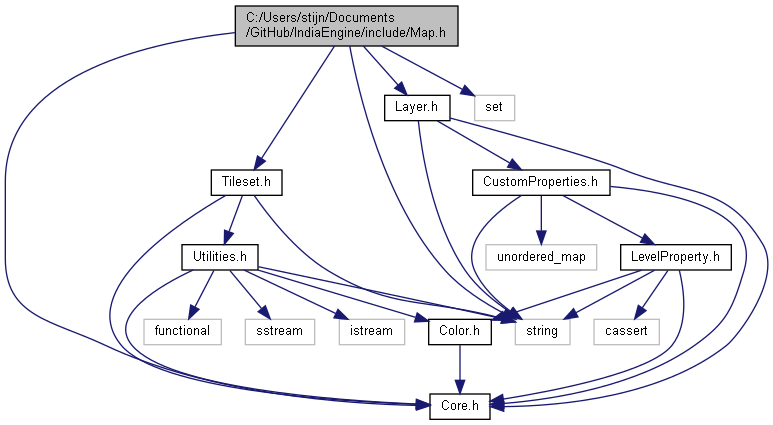 C:/Users/stijn/Documents
/GitHub/IndiaEngine/include/Map.h
Layer.h
set
Tileset.h
CustomProperties.h
Utilities.h
unordered_map
LevelProperty.h
functional
sstream
istream
Color.h
string
cassert
Core.h